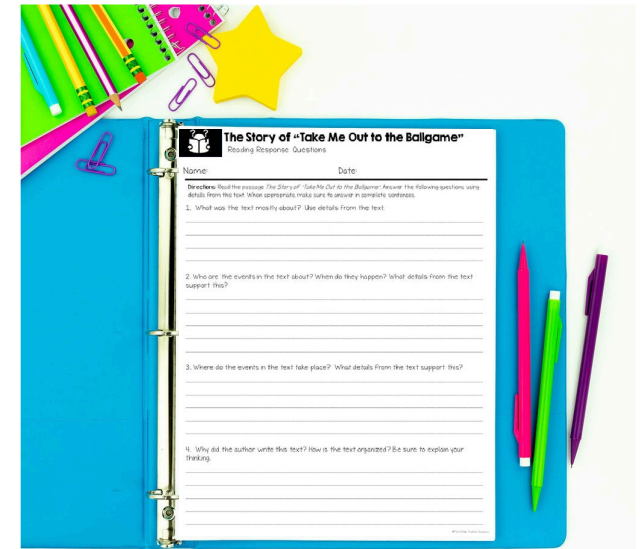 The Story of “Take Me Out to the Ballgame”
Reading Response Questions
Name: Date:
Directions: Read the passage The Story of “Take Me Out to the Ballgame”. Answer the following questions using
details from the text. When appropriate, make sure to answer in complete sentences.
1. What was the text mostly about? Use details from the text.
2. Who are the events in the text about? When do they happen? What details from the text
support this?
3. Where do the events in the text take place? What details from the text support this?
4. Why did the author write this text? How is the text organized? Be sure to explain your
thinking.